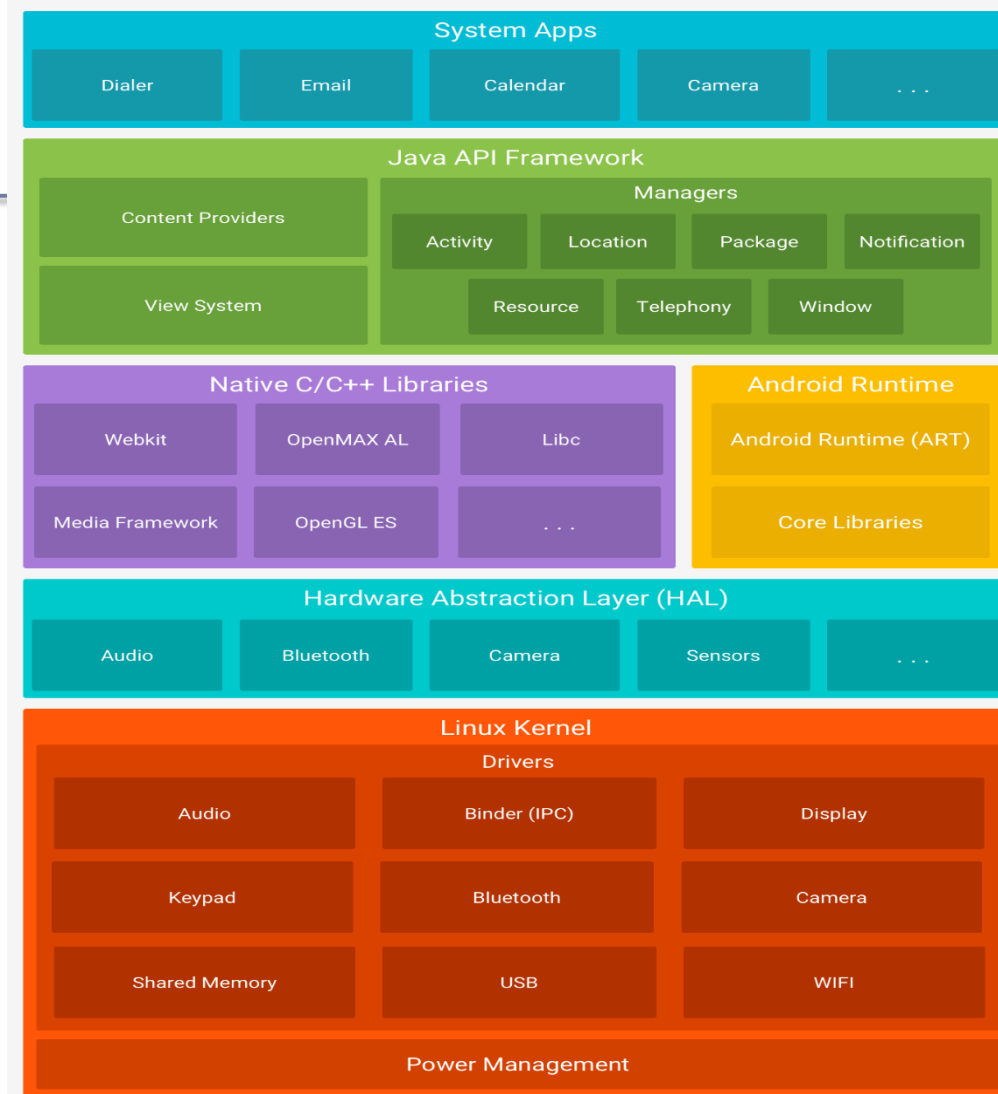 System Apps
Dialer
Email
Calendar
Camera
. . .
Java API Framework
Content Providers
View System
Managers
Activity
Location
Package
Notification
Resource
Telephony
Window
Native C/C++ Libraries
Webkit
OpenMAX AL
Libc
Media Framework
OpenGL ES
. . .
Android Runtime
Android Runtime (ART)
Core Libraries
Hardware Abstraction Layer (HAL)
Audio
Bluetooth
Camera
Sensors
. . .
Linux Kernel
Drivers
Audio
Binder (IPC)
Display
Keypad
Bluetooth
Camera
Shared Memory
USB
WIFI
Power Management